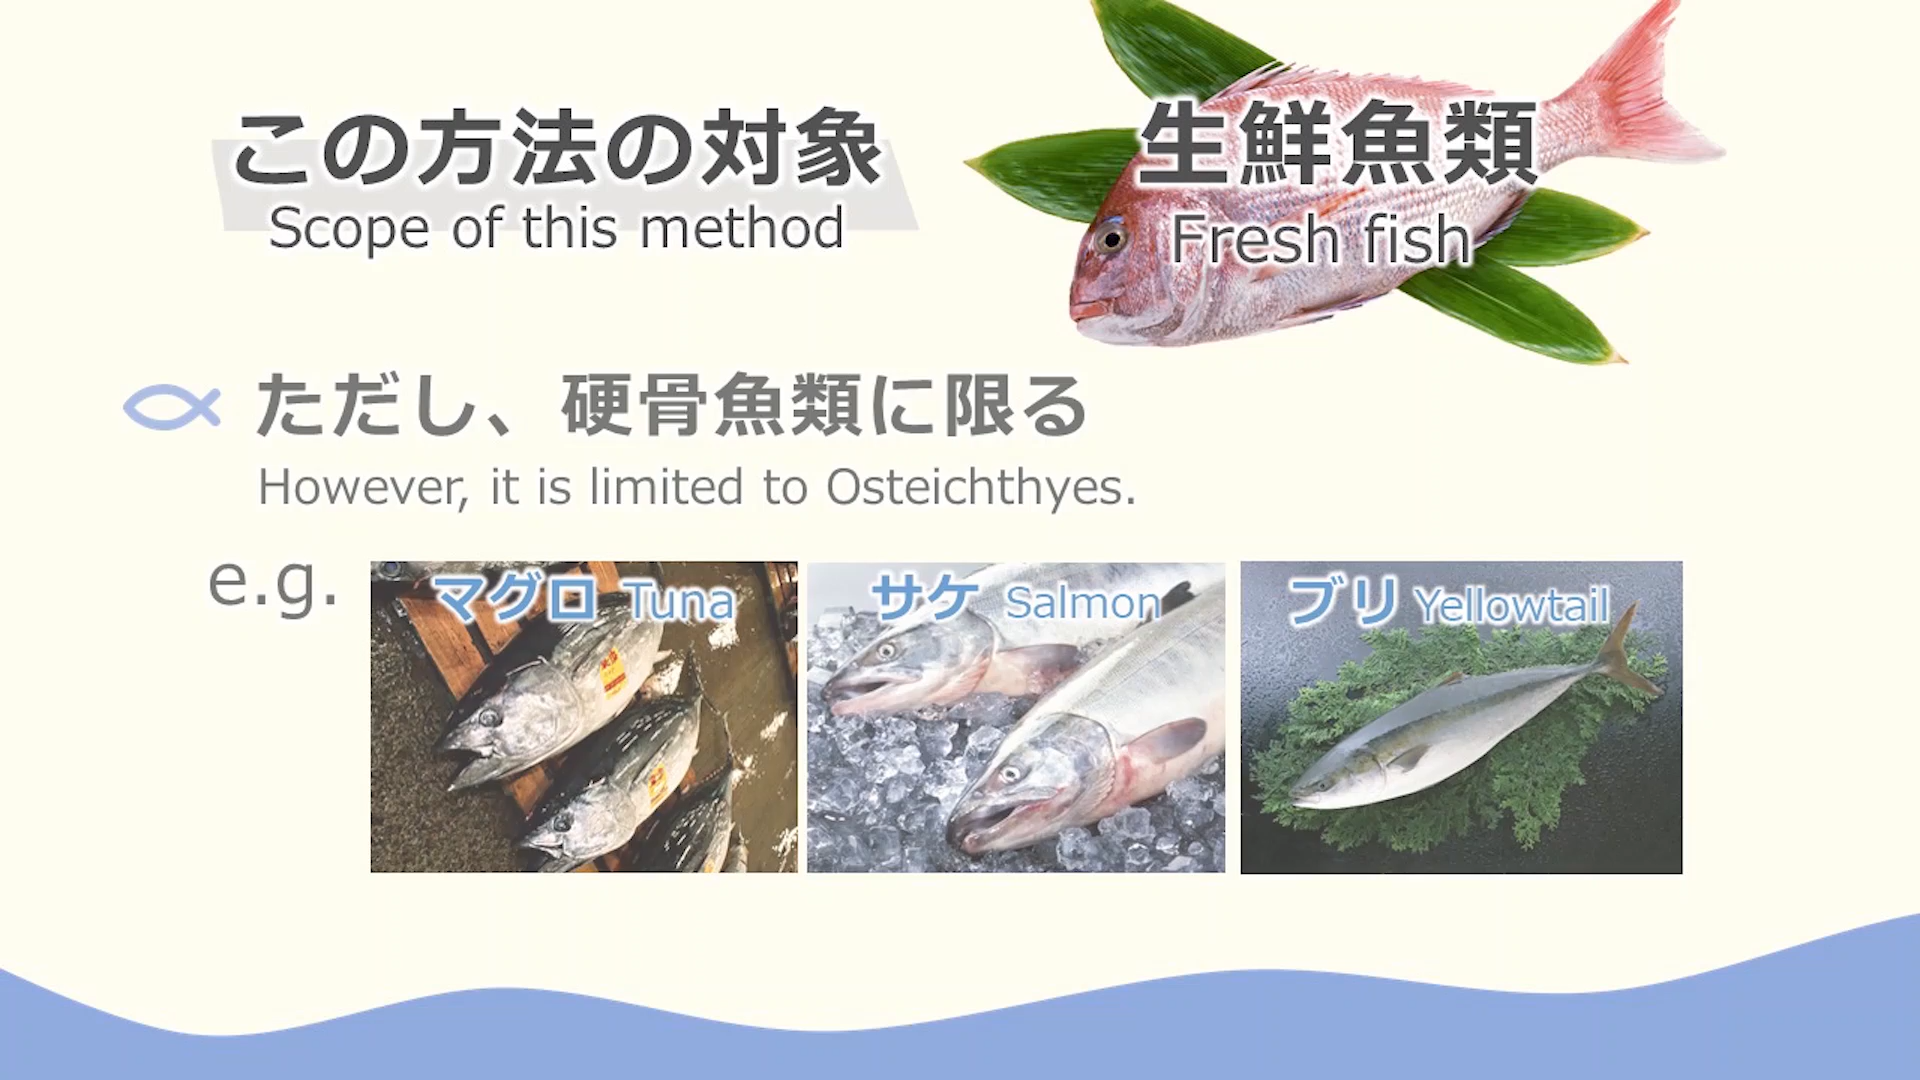 この方法の対象
Scope of this method
生鮮魚類
Fresh fish
ただし、硬骨魚類に限る
However, it is limited to Osteichthyes.
e.g.
マグロ Tuna
サケ Salmon
ブリ Yellowtail